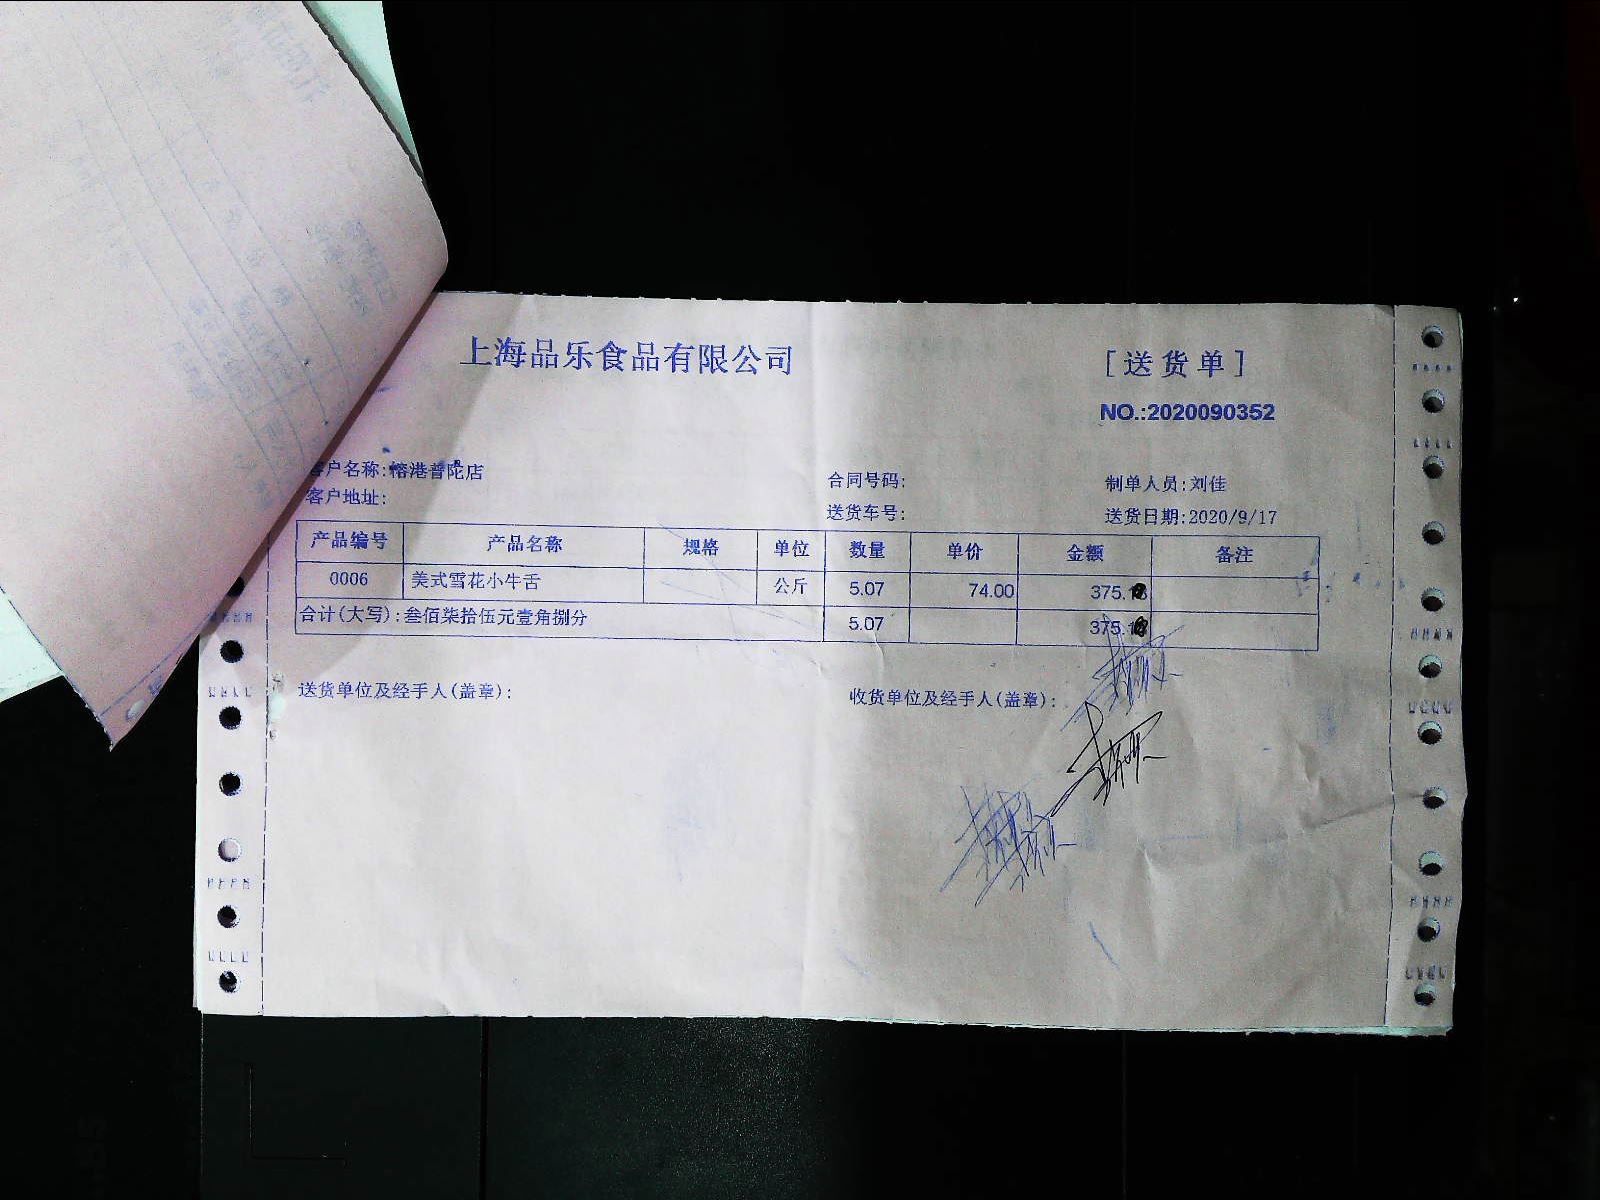 上海品乐食品有限公司
[送货单]
NO.:2020090352
客户名称:榕港普陀店
合同号码:
制单人员:刘佳
客户地址:
送货车号:
送货日期:2020/9/17
产品编号 产品名称 规格 单位 数量 单价 金额 备注
0006 美式雪花小牛舌 公斤 5.07 74.00 375.18
合计(大写):叁佰柒拾伍元壹角捌分 5.07 375.18
送货单位及经手人(盖章):
收货单位及经手人(盖章):